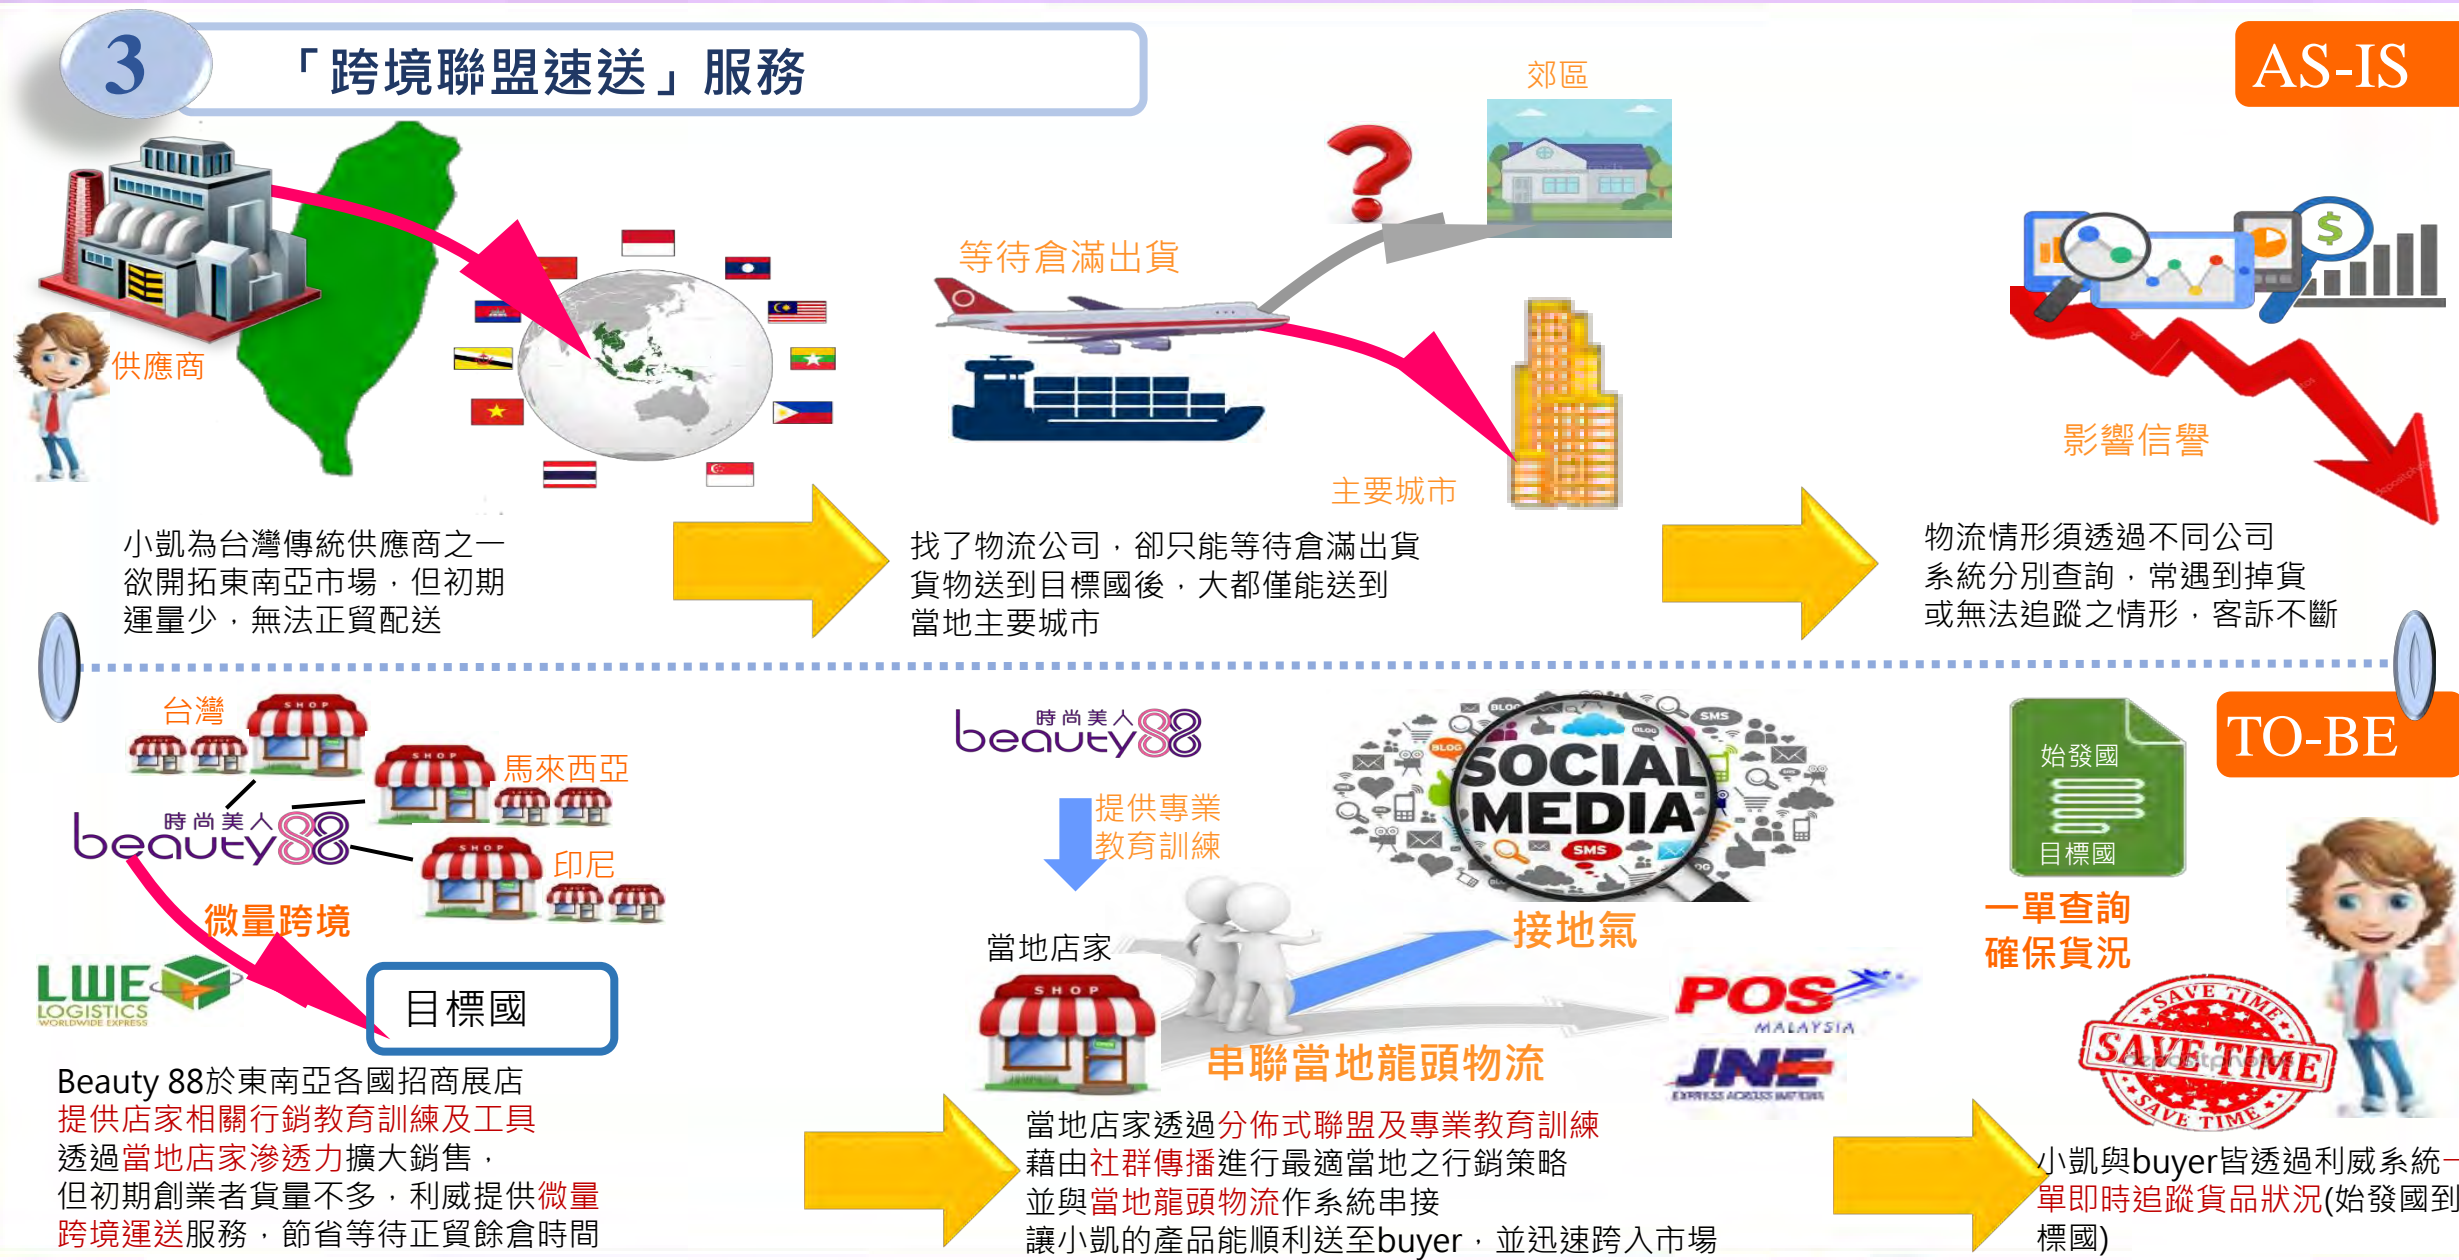 3
「跨境聯盟速送」服務
AS-IS
郊區
等待倉滿出貨
供應商
主要城市
影響信譽
小凱為台灣傳統供應商之一
欲開拓東南亞市場，但初期
運量少，無法正貿配送
找了物流公司，卻只能等待倉滿出貨
貨物送到目標國後，大都僅能送到
當地主要城市
物流情形須透過不同公司
系統分別查詢，常遇到掉貨
或無法追蹤之情形，客訴不斷
TO-BE
台灣
SHOP
馬來西亞
SHOP
時尚美人
beauty88
印尼
SHOP
微量跨境
LWE
LOGISTICS
WORLDWIDE EXPRESS
目標國
Beauty 88於東南亞各國招商展店
提供店家相關行銷教育訓練及工具
透過當地店家滲透力擴大銷售，
但初期創業者貨量不多，利威提供微量
跨境運送服務，節省等待正貿餘倉時間
時尚美人
beauty88
提供專業
教育訓練
BLOG
SMS
BLOG
SOCIAL
MEDIA
SMS
接地氣
當地店家
SHOP
串聯當地龍頭物流
POS
MALAYSIA
JNE
EXPRESS ACROSS NATIONS
當地店家透過分佈式聯盟及專業教育訓練
藉由社群傳播進行最適當地之行銷策略
並與當地龍頭物流作系統串接
讓小凱的產品能順利送至buyer，並迅速跨入市場
始發國
目標國
一單查詢
確保貨況
SAVE TIME
SAVE TIME
SAVE TIME
depositphotos
小凱與buyer皆透過利威系統一
單即時追蹤貨品狀況(始發國到
標國)